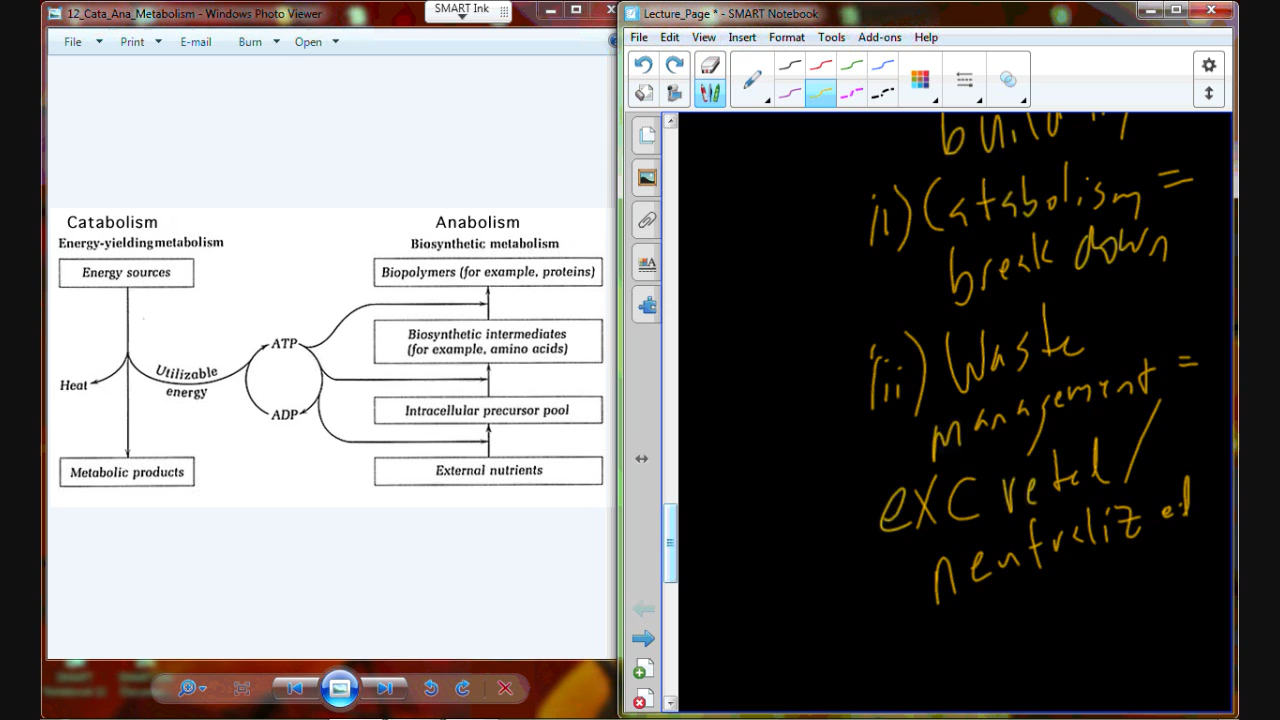 12_Cata_Ana_Metabolism - Windows Photo Viewer
SMART Ink
File Print E-mail Burn Open
Catabolism
Energy-yielding metabolism
Energy sources
Heat
Utilizable
energy
Metabolic products
ATP
ADP
Anabolism
Biosynthetic metabolism
Biopolymers (for example, proteins)
Biosynthetic intermediates
(for example, amino acids)
Intracellular precursor pool
External nutrients
Lecture_Page * - SMART Notebook
File Edit View Insert Format Tools Add-ons Help
building
ii) Catabolism =
break down
iii) Waste
management =
excreted /
neutralized